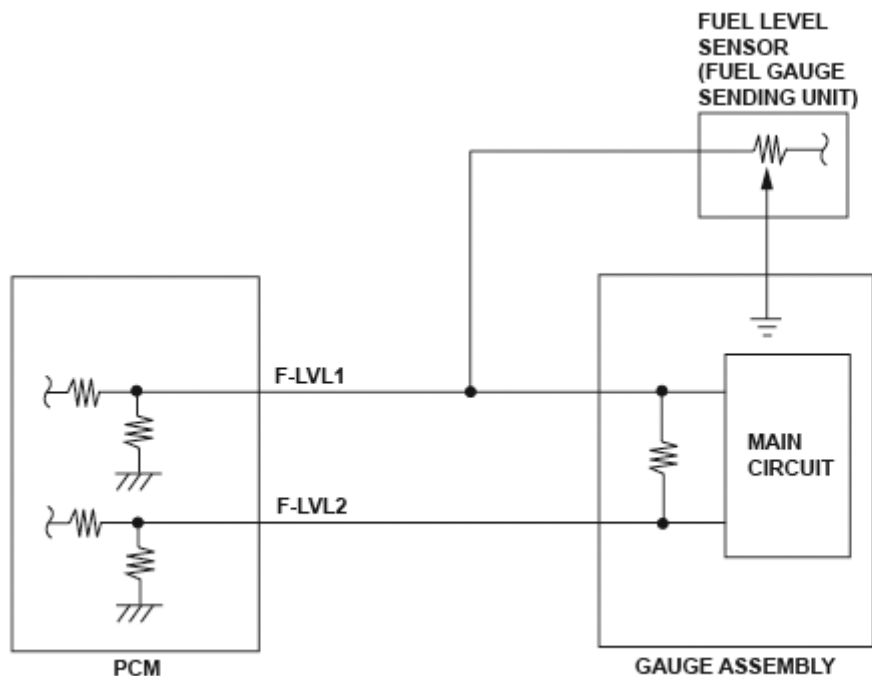 FUEL LEVEL
SENSOR
(FUEL GAUGE
SENDING UNIT)
F-LVL1
MAIN
CIRCUIT
F-LVL2
PCM
GAUGE ASSEMBLY